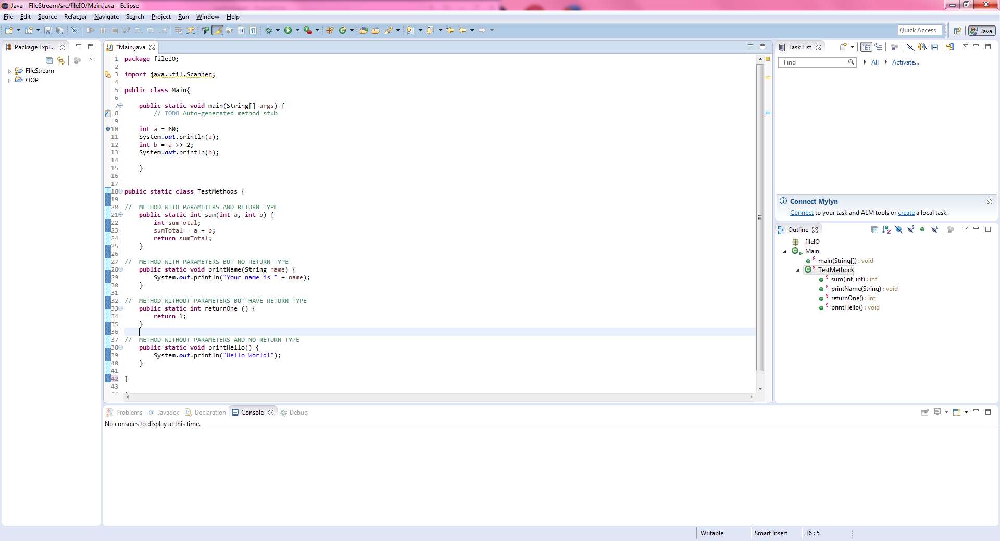 Java - FIleStream/src/fileIO/Main.java - Eclipse
File Edit Source Refactor Navigate Search Project Run Window Help
Quick Access
Java
Package Expl...
FIleStream
OOP
*Main.java
1 package fileIO;
2
3 import java.util.Scanner;
4
5 public class Main{
6
7 public static void main(String[] args) {
8 // TODO Auto-generated method stub
9
10 int a = 60;
11 System.out.println(a);
12 int b = a >> 2;
13 System.out.println(b);
14
15 }
16
17
18 public static class TestMethods {
19
20 // METHOD WITH PARAMETERS AND RETURN TYPE
21 public static int sum(int a, int b) {
22 int sumTotal;
23 sumTotal = a + b;
24 return sumTotal;
25 }
26
27 // METHOD WITH PARAMETERS BUT NO RETURN TYPE
28 public static void printName(String name) {
29 System.out.println("Your name is " + name);
30 }
31
32 // METHOD WITHOUT PARAMETERS BUT HAVE RETURN TYPE
33 public static int returnOne () {
34 return 1;
35 }
36
37 // METHOD WITHOUT PARAMETERS AND NO RETURN TYPE
38 public static void printHello() {
39 System.out.println("Hello World!");
40 }
41
42 }
43
Task List
Find
All
Activate...
Connect Mylyn
Connect to your task and ALM tools or create a local task.
Outline
fileIO
Main
main(String[]) : void
TestMethods
sum(int, int) : int
printName(String) : void
returnOne() : int
printHello() : void
Problems @ Javadoc Declaration Console Debug
No consoles to display at this time.
Writable
Smart Insert
36 : 5